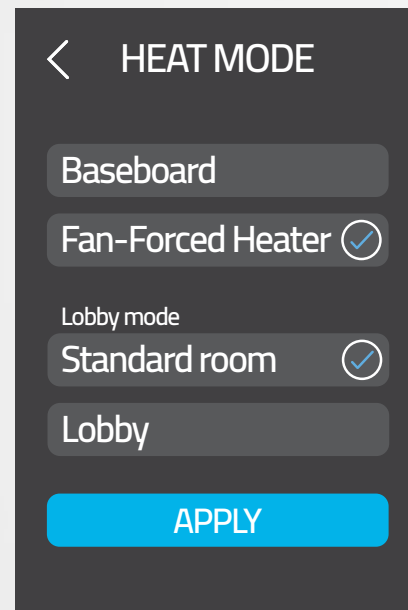 HEAT MODE
Baseboard
Fan-Forced Heater
Lobby mode
Standard room
Lobby
APPLY